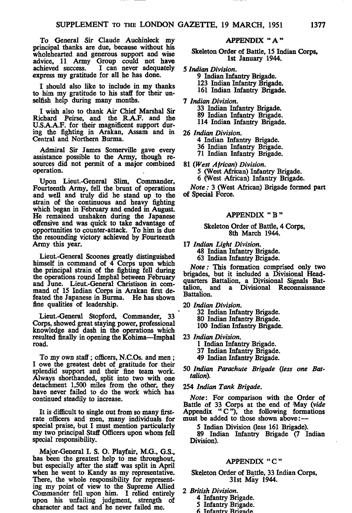 SUPPLEMENT TO THE LONDON GAZETTE, 19 MARCH, 1951 1377
To General Sir Claude Auchinleck my
principal thanks are due, because without his
wholehearted and generous support and wise
advice, 11 Army Group could not have
achieved success. I can never adequately
express my gratitude for all he has done.
I should also like to include in my thanks
to him my gratitude to his staff for their un-
selfish help during many months.
I wish also to thank Air Chief Marshal Sir
Richard Peirse, and the R.A.F. and the
U.S.A.A.F. for their magnificent support dur-
ing the fighting in Arakan, Assam and in
Central and Northern Burma.
Admiral Sir James Somerville gave every
assistance possible to the Army, though re-
sources did not permit of a major combined
operation.
Upon Lieut.-General Slim, Commander,
Fourteenth Army, fell the brunt of operations
and well and truly did he stand up to the
strain of the continuous and heavy fighting
which began in February and ended in August.
He remained unshaken during the Japanese
offensive and was quick to take advantage of
opportunities to counter-attack. To him is due
the resounding victory achieved by Fourteenth
Army this year.
Lieut.-General Scoones greatly distinguished
himself in command of 4 Corps upon which
the principal strain of the fighting fell during
the operations round Imphal between February
and June. Lieut.-General Christison in com-
mand of 15 Indian Corps in Arakan first de-
feated the Japanese in Burma. He has shown
fine qualities of leadership.
Lieut.-General Stopford, Commander, 33
Corps, showed great staying power, professional
knowledge and dash in the operations which
resulted finally in opening the Kohima—Imphal
road.
To my own staff; officers, N.C.Os. and men;
I owe the greatest debt of gratitude for their
splendid support and their fine team work.
Always shorthanded, split into two with one
detachment 1,500 miles from the other, they
have never failed to do the work which has
continued steadily to increase.
It is difficult to single out from so many first-
rate officers and men, many individuals for
special praise, but I must mention particularly
my two principal Staff Officers upon whom fell
special responsibility.
Major-General I. S. O. Playfair, M.G., G.S.,
has been the greatest help to me throughout,
but especially after the staff was split in April
when he went to Kandy as my representative.
There, the whole responsibility for represent-
ing my point of view to the Supreme Allied
Commander fell upon him. I relied entirely
upon his unfailing judgment, strength of
character and tact and he never failed me.
APPENDIX "A"
Skeleton Order of Battle, 15 Indian Corps,
1st January 1944.
5 Indian Division.
9 Indian Infantry Brigade.
123 Indian Infantry Brigade.
161 Indian Infantry Brigade.
7 Indian Division.
33 Indian Infantry Brigade.
89 Indian Infantry Brigade.
114 Indian Infantry Brigade.
26 Indian Division.
4 Indian Infantry Brigade.
36 Indian Infantry Brigade.
71 Indian Infantry Brigade.
81 (West African) Division.
5 (West African) Infantry Brigade.
6 (West African) Infantry Brigade.
Note: 3 (West African) Brigade formed part
of Special Force.
APPENDIX "B"
Skeleton Order of Battle, 4 Corps,
8th March 1944.
17 Indian Light Division.
48 Indian Infantry Brigade.
63 Indian Infantry Brigade.
Note: This formation comprised only two
brigades, but it included a Divisional Head-
quarters Battalion, a Divisional Signals Bat-
talion, and a Divisional Reconnaissance
Battalion.
20 Indian Division.
32 Indian Infantry Brigade.
80 Indian Infantry Brigade.
100 Indian Infantry Brigade.
23 Indian Division.
1 Indian Infantry Brigade.
37 Indian Infantry Brigade.
49 Indian Infantry Brigade.
50 Indian Parachute Brigade (less one Bat-
talion).
254 Indian Tank Brigade.
Note: For comparison with the Order of
Battle of 33 Corps at the end of May (vide
Appendix "C"), the following formations
must be added to those shown above:—
5 Indian Division (less 161 Brigade).
89 Indian Infantry Brigade (7 Indian
Division).
APPENDIX "C"
Skeleton Order of Battle, 33 Indian Corps,
31st May 1944.
2 British Division.
4 Infantry Brigade.
5 Infantry Brigade.
6 Infantry Brigade.